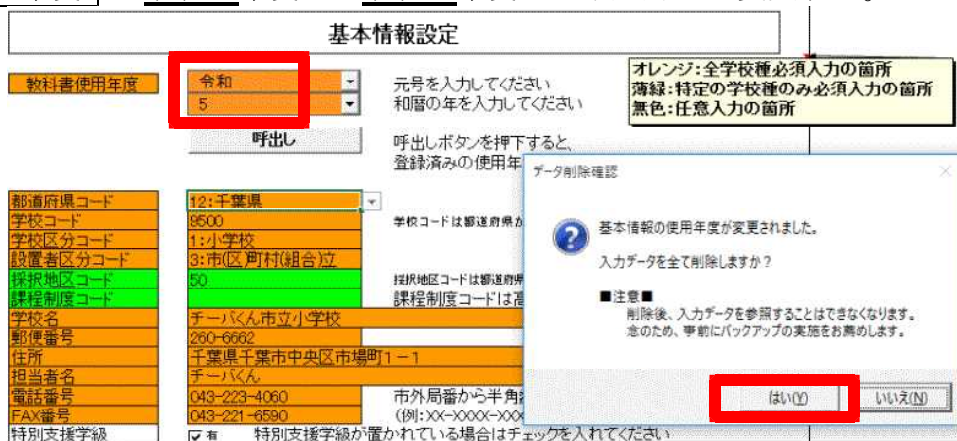 基本情報設定
オレンジ:全学校種必須入力の箇所
薄緑:特定の学校種のみ必須入力の箇所
無色:任意入力の箇所
教科書使用年度
令和
元号を入力してください
5
和暦の年を入力してください
呼出し
呼出しボタンを押下すると、
登録済みの使用年
データ削除確認
基本情報の使用年度が変更されました。
入力データを全て削除しますか？
■注意■
削除後、入力データを参照することはできなくなります。
念のため、事前にバックアップの実施をお薦めします。
はい(Y)
いいえ(N)
都道府県コード
12:千葉県
学校コード
9500
学校コードは都道府県か
学校区分コード
1:小学校
設置者区分コード
3:市(区)町村(組合)立
採択地区コード
50
採択地区コードは都道府県
課程制度コード
課程制度コードは高
学校名
チーバくん市立小学校
郵便番号
260-6662
住所
千葉県千葉市中央区市場町1-1
担当者名
チーバくん
電話番号
043-223-4060
市外局番から半角
FAX番号
043-221-6590
(例:XX-XXXX-XXX
特別支援学級
有
特別支援学級が置かれている場合はチェックを入れてください